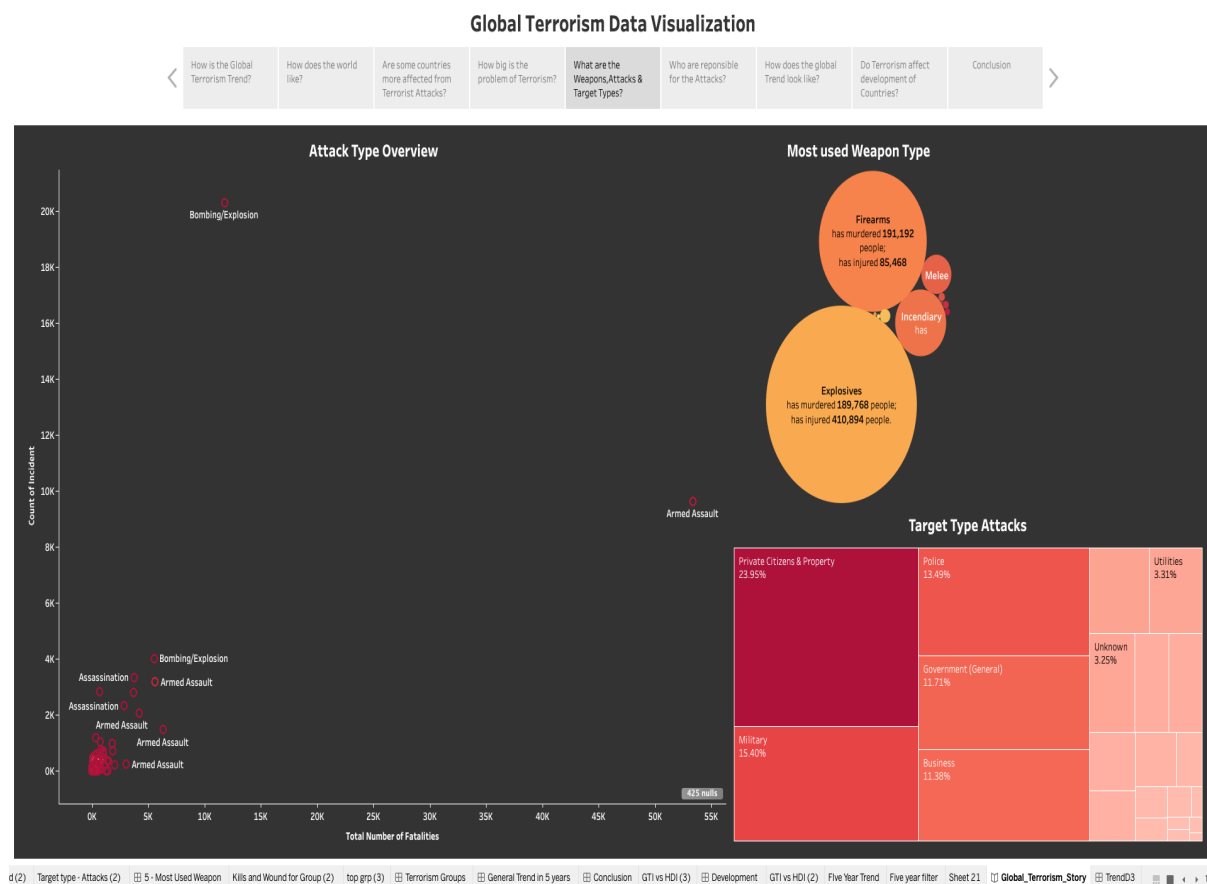 Global Terrorism Data Visualization
How is the Global
Terrorism Trend?
How does the world
like?
Are some countries
more affected from
Terrorist Attacks?
How big is the
problem of Terrorism?
What are the
Weapons,Attacks &
Target Types?
Who are reponsible
for the Attacks?
How does the global
Trend look like?
Do Terrorism affect
development of
Countries?
Conclusion
Attack Type Overview
Count of Incident
20K
18K
16K
14K
12K
10K
8K
6K
4K
2K
0K
Bombing/Explosion
Armed Assault
Bombing/Explosion
Assassination
Armed Assault
Assassination
Armed Assault
Armed Assault
Armed Assault
425 nulls
0K
5K
10K
15K
20K
25K
30K
35K
40K
45K
50K
55K
Total Number of Fatalities
Most used Weapon Type
Firearms
has murdered 191,192
people;
has injured 85,468
Melee
Incendiary
has
Explosives
has murdered 189,768 people;
has injured 410,894 people.
Target Type Attacks
Private Citizens & Property
23.95%
Military
15.40%
Police
13.49%
Government (General)
11.71%
Business
11.38%
Utilities
3.31%
Unknown
3.25%
d (2)
Target type - Attacks (2)
5 - Most Used Weapon
Kills and Wound for Group (2)
top grp (3)
Terrorism Groups
General Trend in 5 years
Conclusion
GTI vs HDI (3)
Development
GTI vs HDI (2)
FIve Year Trend
Five year filter
Sheet 21
Global_Terrorism_Story
TrendD3